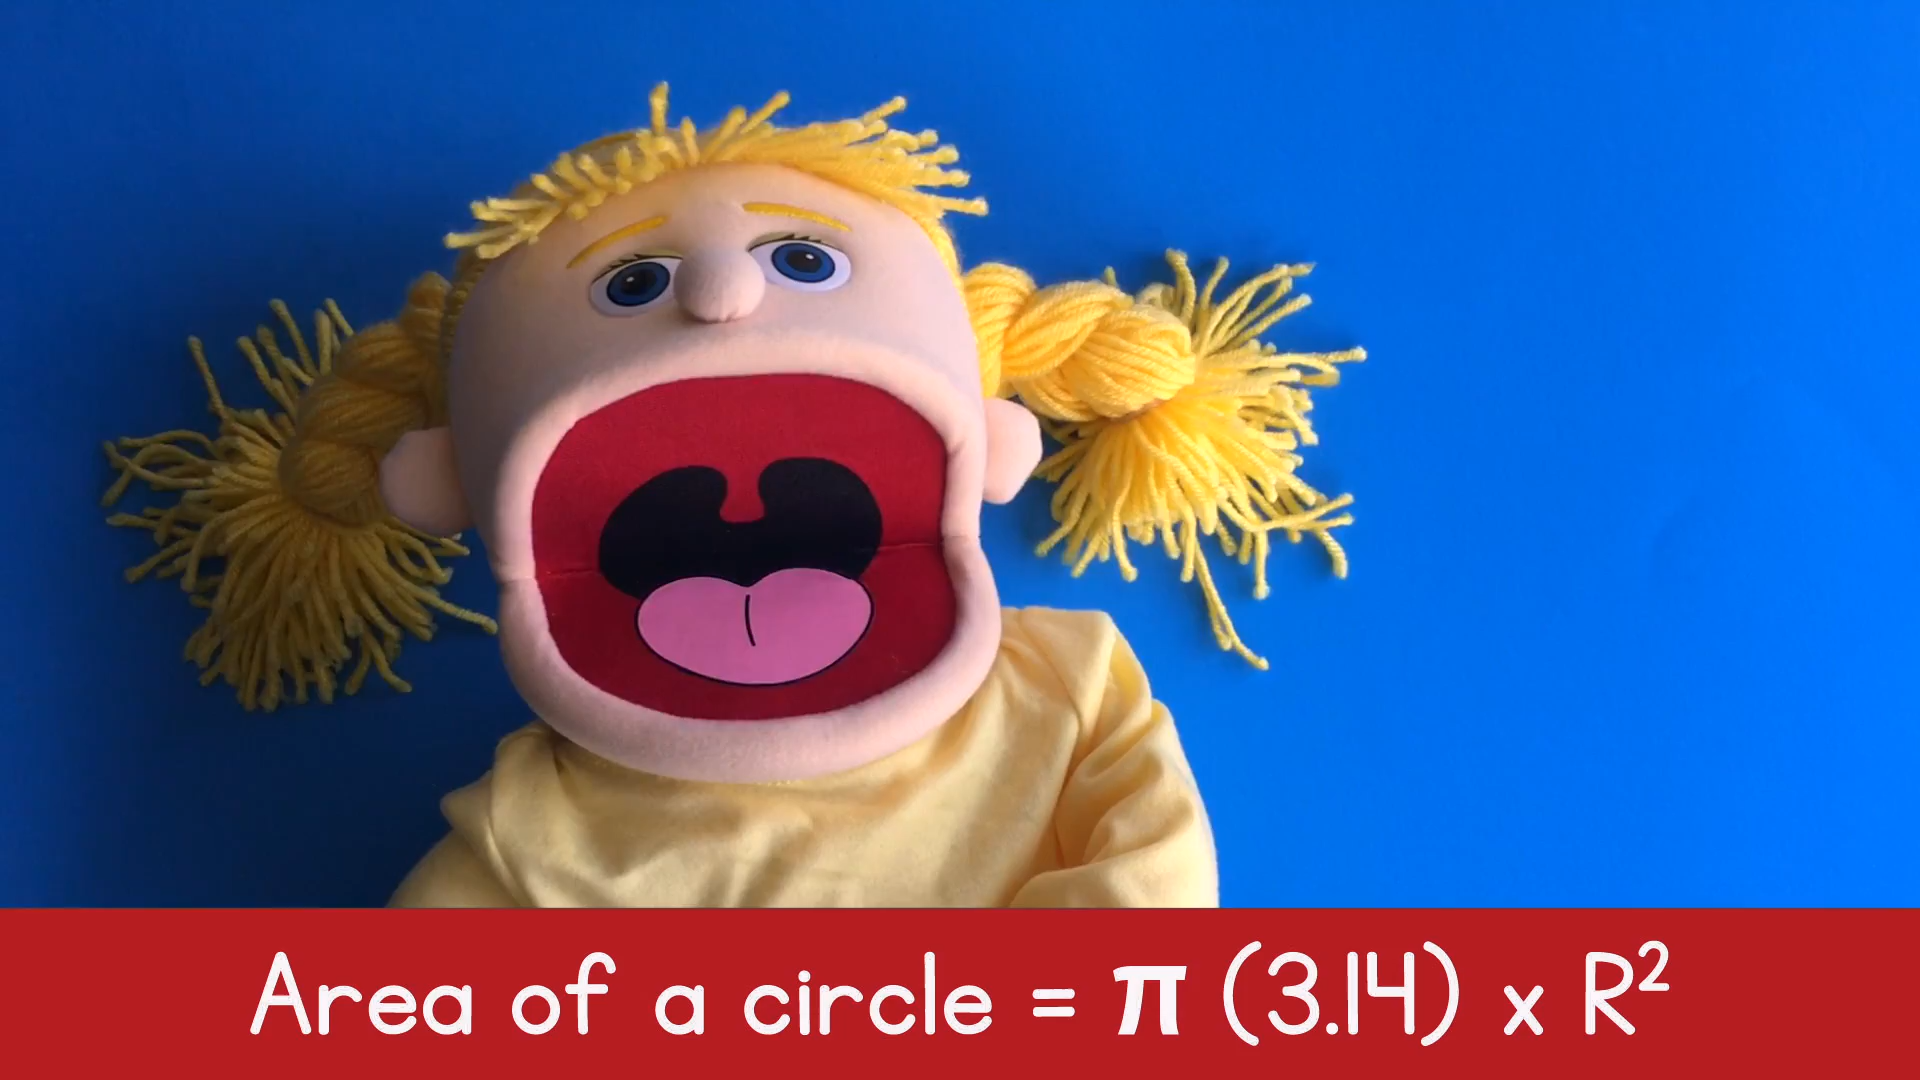 Area of a circle = π (3.14) x R²